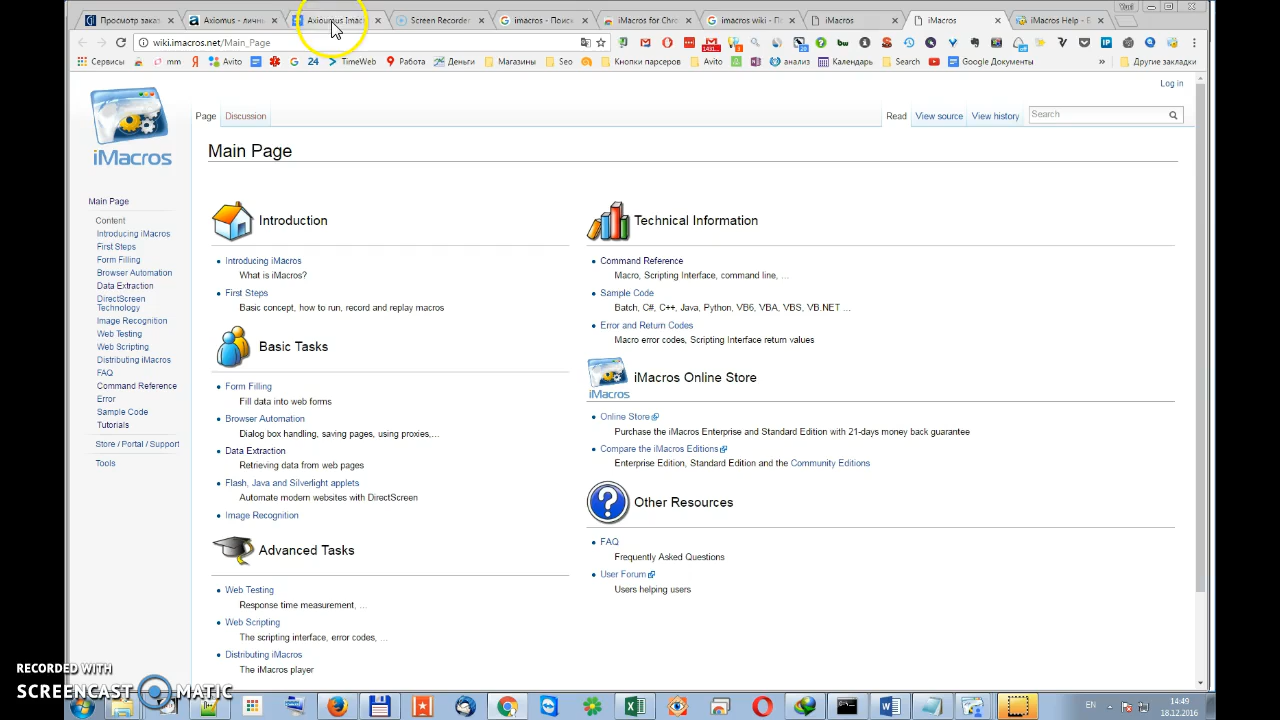 Просмотр заказ
Axiomus - личны
Axiomus Imac
Screen Recorder
imacros - Поиск
iMacros for Chro
imacros wiki - П
iMacros
iMacros
iMacros Help - E
Юрий
wiki.imacros.net/Main_Page
Сервисы
mm
Avito
24
TimeWeb
Работа
Деньги
Магазины
Seo
Кнопки парсеров
Avito
анализ
Календарь
Search
Google Документы
»
Другие закладки
Log in
Page
Discussion
Read
View source
View history
Search
iMacros
Main Page
Main Page
Content
Introducing iMacros
First Steps
Form Filling
Browser Automation
Data Extraction
DirectScreen
Technology
Image Recognition
Web Testing
Web Scripting
Distributing iMacros
FAQ
Command Reference
Error
Sample Code
Tutorials
Store / Portal / Support
Tools
Introduction
Introducing iMacros
What is iMacros?
First Steps
Basic concept, how to run, record and replay macros
Basic Tasks
Form Filling
Fill data into web forms
Browser Automation
Dialog box handling, saving pages, using proxies,...
Data Extraction
Retrieving data from web pages
Flash, Java and Silverlight applets
Automate modern websites with DirectScreen
Image Recognition
Advanced Tasks
Web Testing
Response time measurement, ...
Web Scripting
The scripting interface, error codes, ...
Distributing iMacros
The iMacros player
Technical Information
Command Reference
Macro, Scripting Interface, command line, ...
Sample Code
Batch, C#, C++, Java, Python, VB6, VBA, VBS, VB.NET ...
Error and Return Codes
Macro error codes, Scripting Interface return values
iMacros Online Store
iMacros
Online Store
Purchase the iMacros Enterprise and Standard Edition with 21-days money back guarantee
Compare the iMacros Editions
Enterprise Edition, Standard Edition and the Community Editions
Other Resources
FAQ
Frequently Asked Questions
User Forum
Users helping users
RECORDED WITH
SCREENCAST MATIC
EN
14:49
18.12.2016